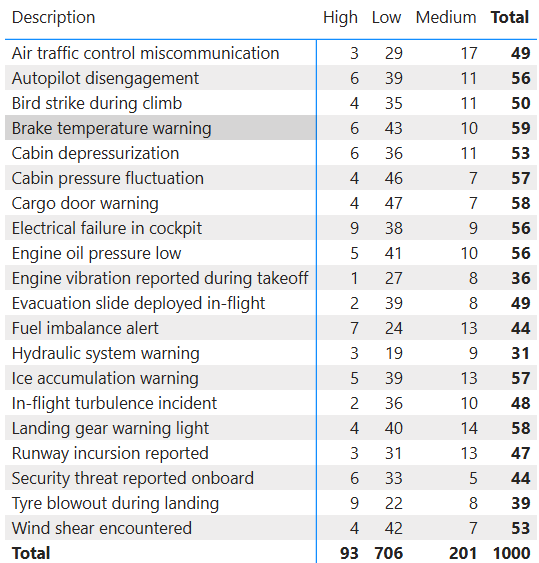 Description High Low Medium Total
Air traffic control miscommunication 3 29 17 49
Autopilot disengagement 6 39 11 56
Bird strike during climb 4 35 11 50
Brake temperature warning 6 43 10 59
Cabin depressurization 6 36 11 53
Cabin pressure fluctuation 4 46 7 57
Cargo door warning 4 47 7 58
Electrical failure in cockpit 9 38 9 56
Engine oil pressure low 5 41 10 56
Engine vibration reported during takeoff 1 27 8 36
Evacuation slide deployed in-flight 2 39 8 49
Fuel imbalance alert 7 24 13 44
Hydraulic system warning 3 19 9 31
Ice accumulation warning 5 39 13 57
In-flight turbulence incident 2 36 10 48
Landing gear warning light 4 40 14 58
Runway incursion reported 3 31 13 47
Security threat reported onboard 6 33 5 44
Tyre blowout during landing 9 22 8 39
Wind shear encountered 4 42 7 53
Total 93 706 201 1000